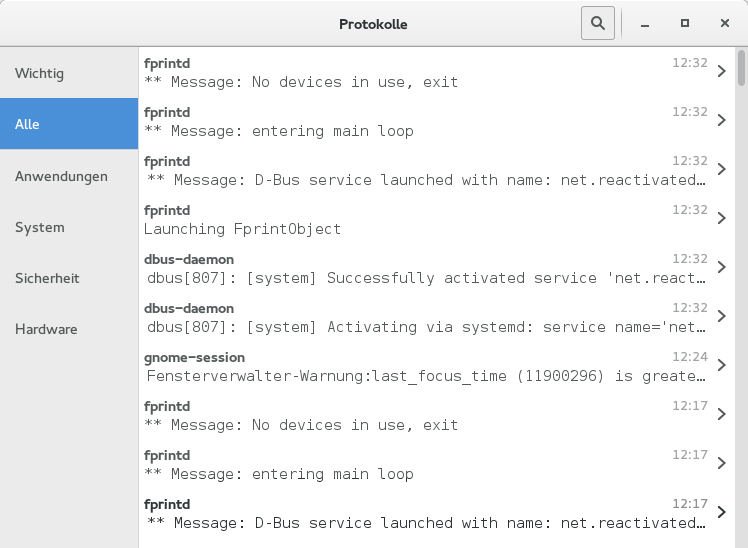 Protokolle
Wichtig
Alle
Anwendungen
System
Sicherheit
Hardware
fprintd 12:32
** Message: No devices in use, exit
fprintd 12:32
** Message: entering main loop
fprintd 12:32
** Message: D-Bus service launched with name: net.reactivated…
fprintd 12:32
Launching FprintObject
dbus-daemon 12:32
dbus[807]: [system] Successfully activated service 'net.react…
dbus-daemon 12:32
dbus[807]: [system] Activating via systemd: service name='net…
gnome-session 12:24
Fensterverwalter-Warnung:last_focus_time (11900296) is greate…
fprintd 12:17
** Message: No devices in use, exit
fprintd 12:17
** Message: entering main loop
fprintd 12:17
** Message: D-Bus service launched with name: net.reactivated…